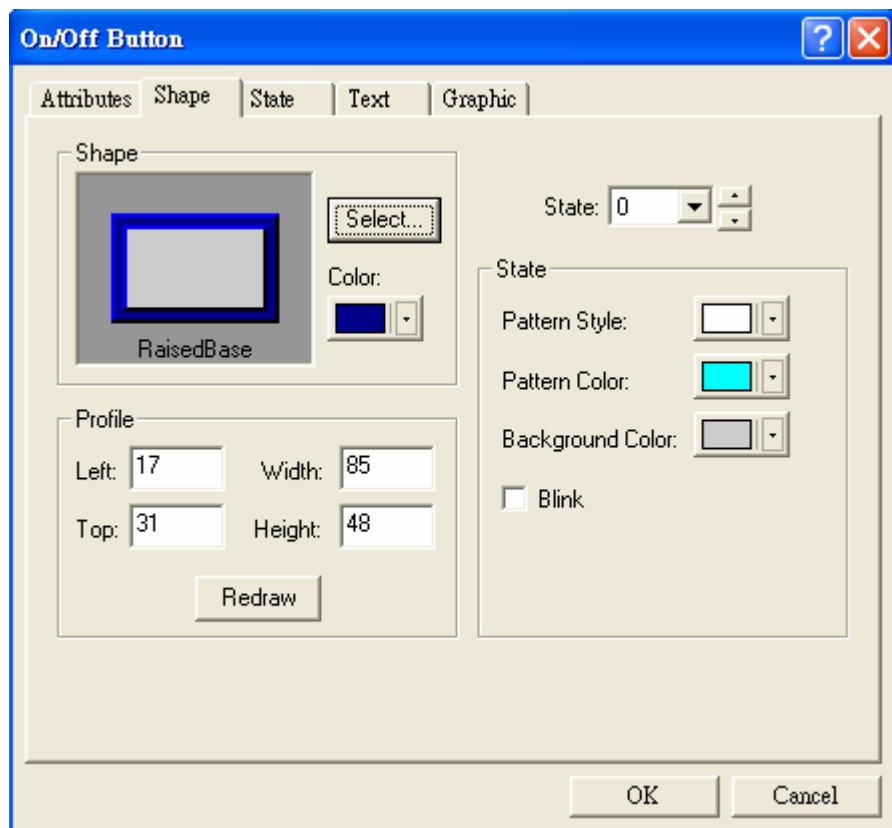 On/Off Button
Attributes Shape State Text Graphic
Shape
RaisedBase
Select...
Color:
State: 0
State
Pattern Style:
Pattern Color:
Background Color:
Blink
Profile
Left: 17 Width: 85
Top: 31 Height: 48
Redraw
OK Cancel